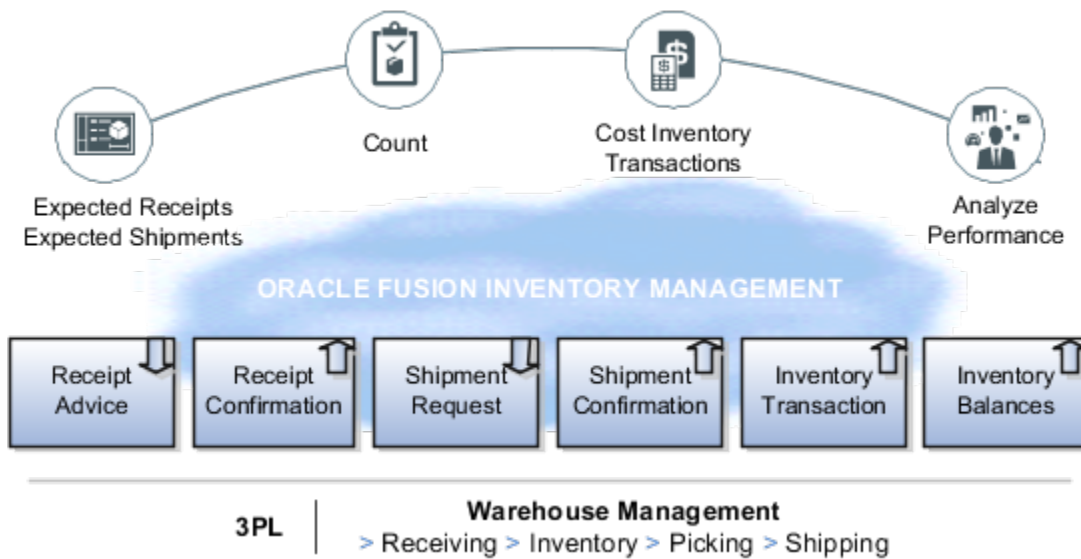 Expected Receipts
Expected Shipments
Count
Cost Inventory
Transactions
Analyze
Performance
ORACLE FUSION INVENTORY MANAGEMENT
Receipt
Advice
Receipt
Confirmation
Shipment
Request
Shipment
Confirmation
Inventory
Transaction
Inventory
Balances
3PL
Warehouse Management
> Receiving > Inventory > Picking > Shipping